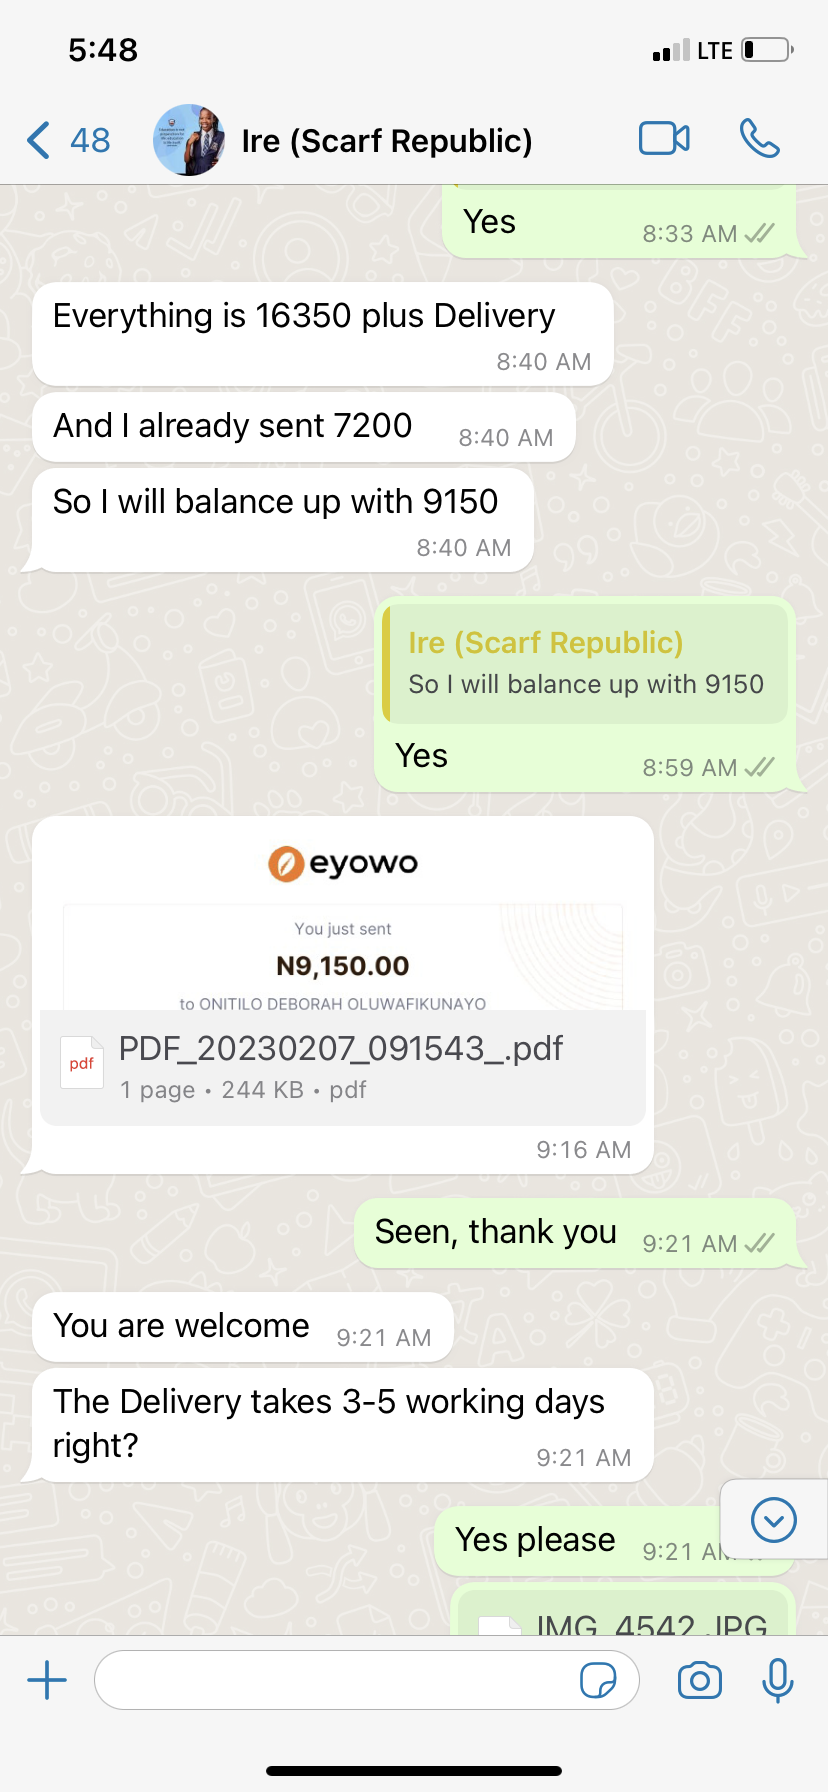 5:48
LTE
48
Ire (Scarf Republic)
Yes
8:33 AM
Everything is 16350 plus Delivery
8:40 AM
And I already sent 7200
8:40 AM
So I will balance up with 9150
8:40 AM
Ire (Scarf Republic)
So I will balance up with 9150
Yes
8:59 AM
eyowo
You just sent
N9,150.00
to ONITILO DEBORAH OLUWAFIKUNAYO
pdf
PDF_20230207_091543_.pdf
1 page • 244 KB • pdf
9:16 AM
Seen, thank you
9:21 AM
You are welcome
9:21 AM
The Delivery takes 3-5 working days
right?
9:21 AM
Yes please
9:21 AM
IMG_4542.JPG